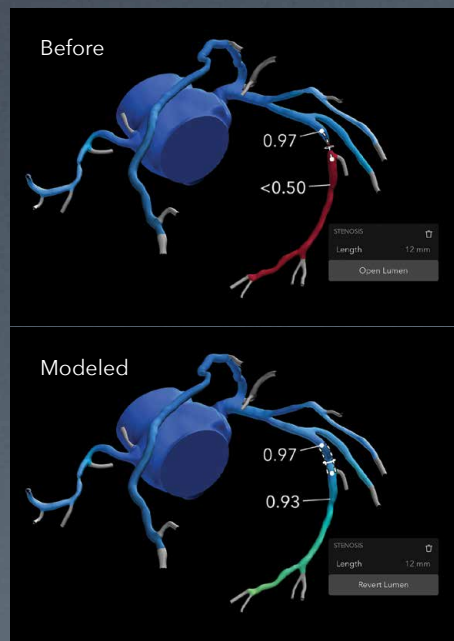 Before
0.97
<0.50
STENOSIS
Length 12 mm
Open Lumen
Modeled
0.97
0.93
STENOSIS
Length 12 mm
Revert Lumen